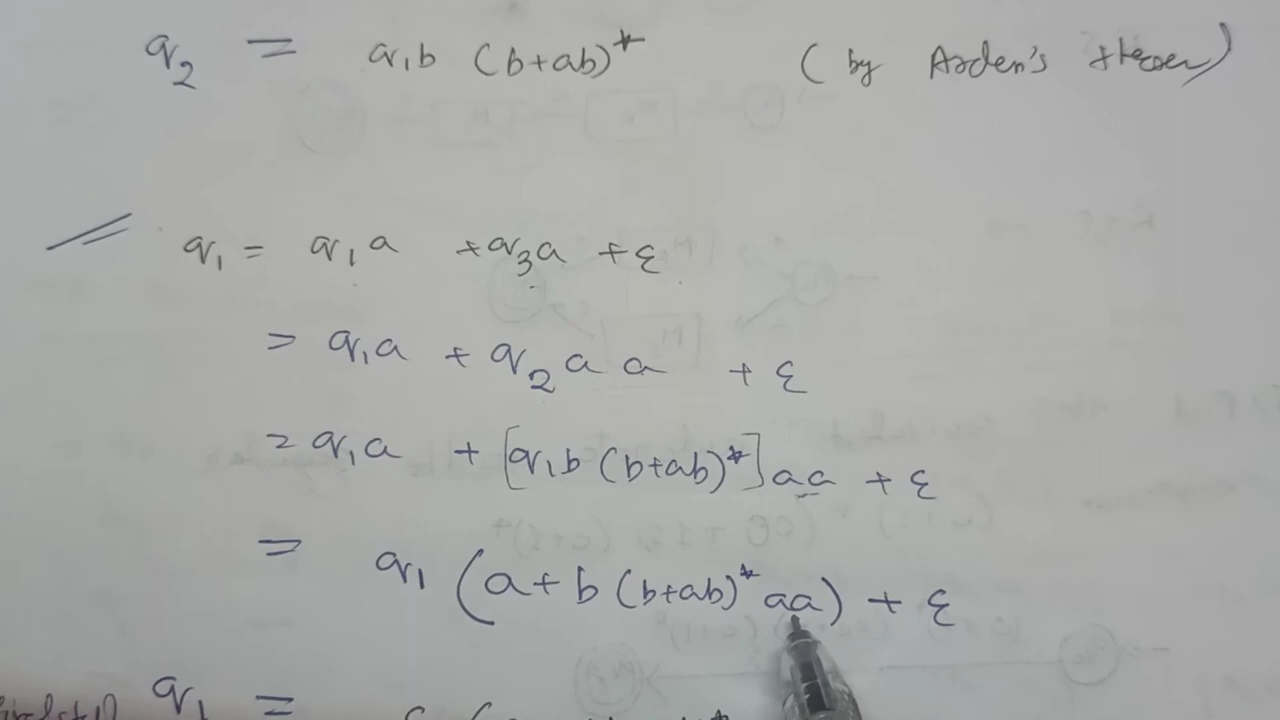 q₂ = q₁b (b+ab)* (by Arden's theorem)
q₁ = q₁a + q₃a + ε
= q₁a + q₂aa + ε
= q₁a + [q₁b (b+ab)*]aa + ε
= q₁ (a+b (b+ab)* aa) + ε
q₁ =